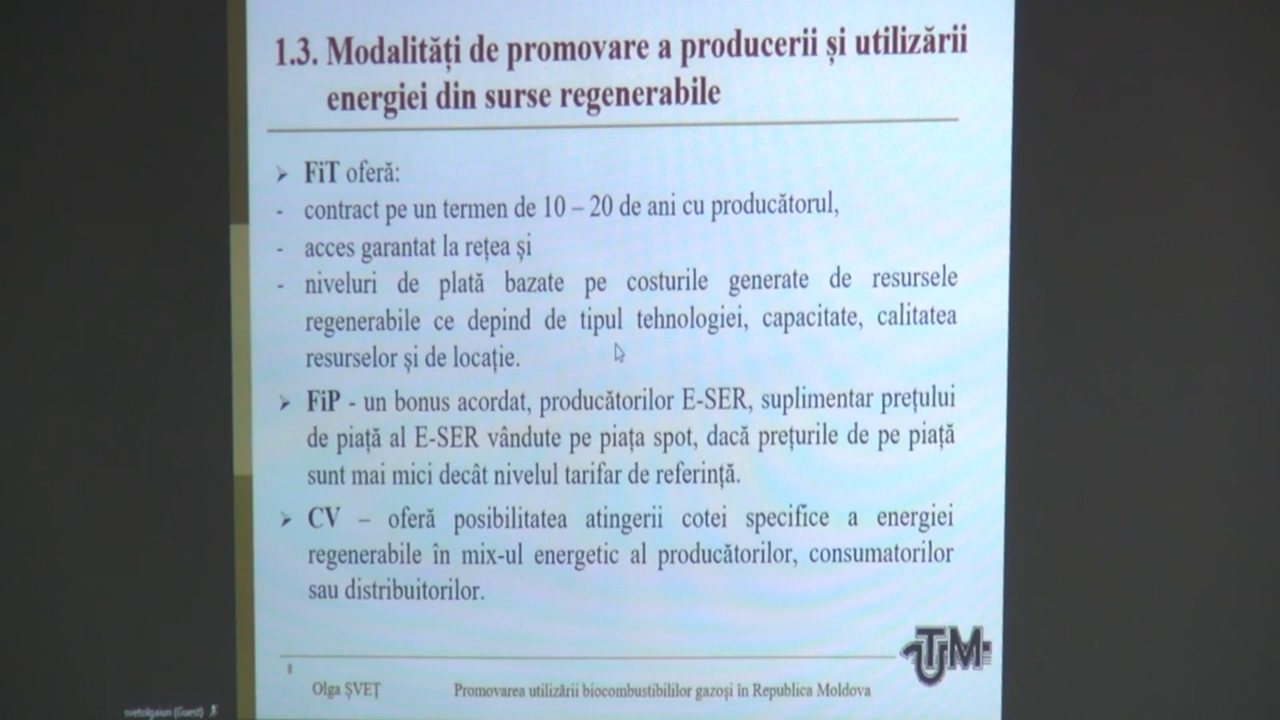 1.3. Modalități de promovare a producerii și utilizării
energiei din surse regenerabile
➤ FiT oferă:
- contract pe un termen de 10 – 20 de ani cu producătorul,
- acces garantat la rețea și
- niveluri de plată bazate pe costurile generate de resursele
regenerabile ce depind de tipul tehnologiei, capacitate, calitatea
resurselor și de locație.
➤ FiP - un bonus acordat, producătorilor E-SER, suplimentar prețului
de piață al E-SER vândute pe piața spot, dacă prețurile de pe piață
sunt mai mici decât nivelul tarifar de referință.
➤ CV – oferă posibilitatea atingerii cotei specifice a energiei
regenerabile în mix-ul energetic al producătorilor, consumatorilor
sau distribuitorilor.
UTM
8
Olga ȘVEȚ Promovarea utilizării biocombustibililor gazoși în Republica Moldova
(Guest)